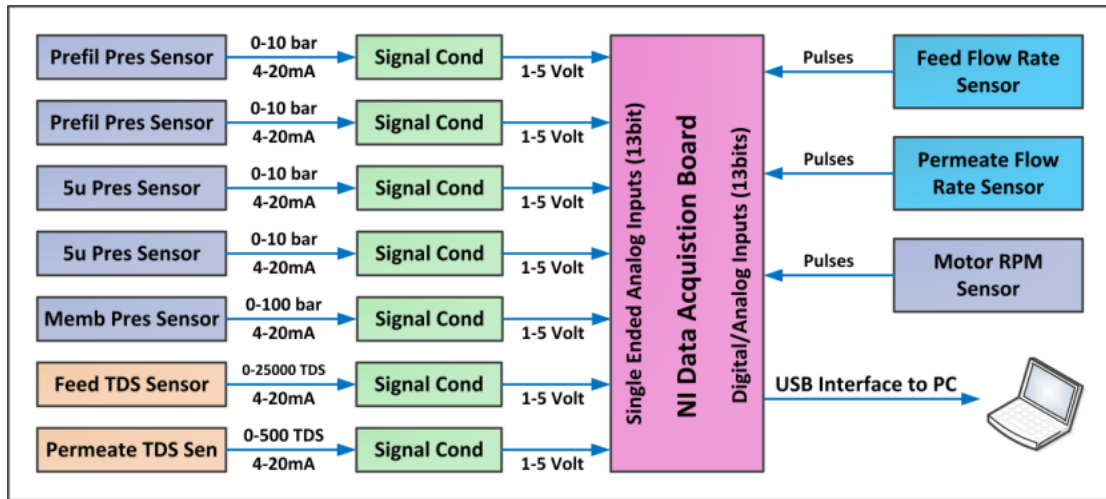 Prefil Pres Sensor
0-10 bar
4-20mA
Signal Cond
1-5 Volt
Prefil Pres Sensor
0-10 bar
4-20mA
Signal Cond
1-5 Volt
5u Pres Sensor
0-10 bar
4-20mA
Signal Cond
1-5 Volt
5u Pres Sensor
0-10 bar
4-20mA
Signal Cond
1-5 Volt
Memb Pres Sensor
0-100 bar
4-20mA
Signal Cond
1-5 Volt
Feed TDS Sensor
0-25000 TDS
4-20mA
Signal Cond
1-5 Volt
Permeate TDS Sen
0-500 TDS
4-20mA
Signal Cond
1-5 Volt
Single Ended Analog Inputs (13bit)
NI Data Acquistion Board
Digital/Analog Inputs (13bits)
Pulses
Feed Flow Rate
Sensor
Pulses
Permeate Flow
Rate Sensor
Pulses
Motor RPM
Sensor
USB Interface to PC